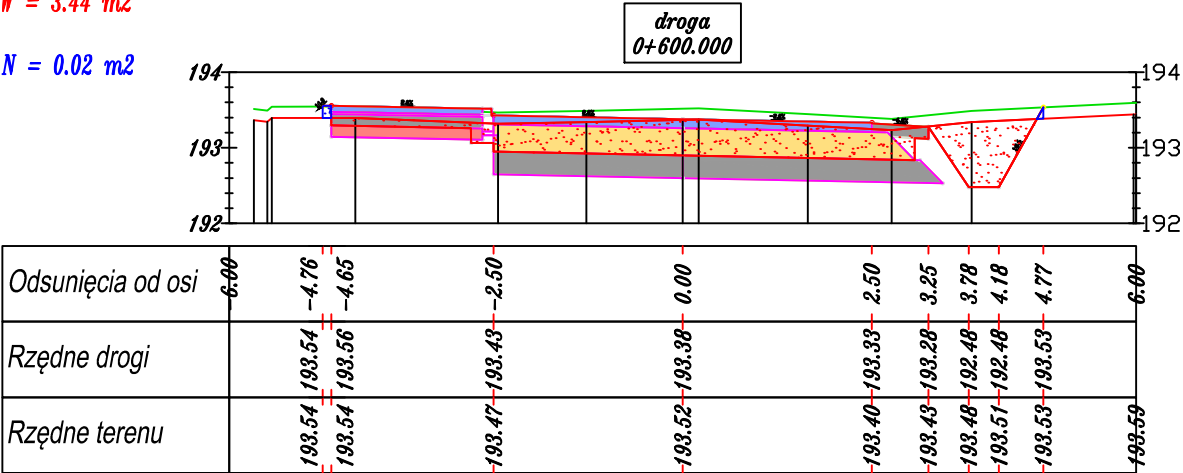 W = 3.44 m2
droga
0+600.000
N = 0.02 m2
194 194
193 193
192 192
Odsunięcia od osi -6.00 -4.76 -4.65 -2.50 0.00 2.50 3.25 3.78 4.18 4.77 6.00
Rzędne drogi 193.54 193.56 193.43 193.38 193.33 193.28 192.48 192.48 193.53
Rzędne terenu 193.54 193.54 193.47 193.52 193.40 193.43 193.48 193.51 193.53 193.59